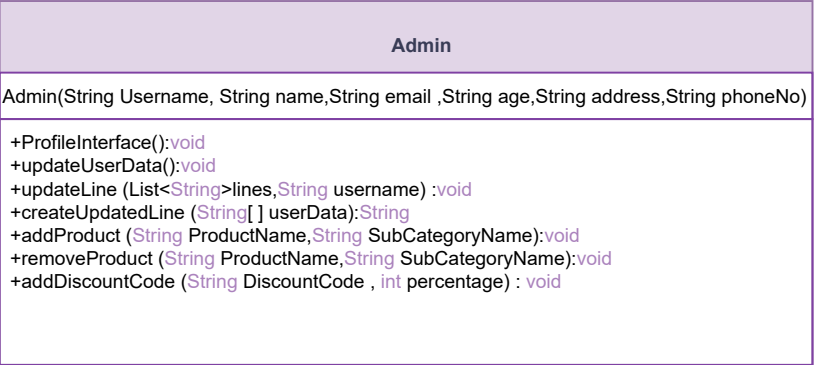 Admin
Admin(String Username, String name,String email ,String age,String address,String phoneNo)
+ProfileInterface():void
+updateUserData():void
+updateLine (List<String>lines,String username) :void
+createUpdatedLine (String[ ] userData):String
+addProduct (String ProductName,String SubCategoryName):void
+removeProduct (String ProductName,String SubCategoryName):void
+addDiscountCode (String DiscountCode , int percentage) : void